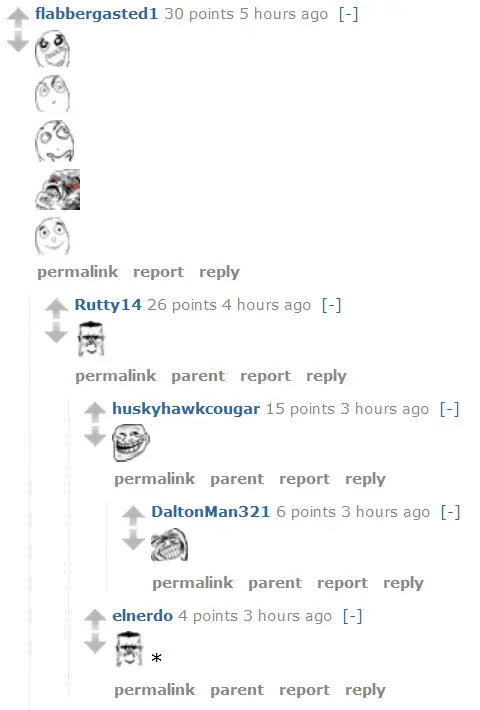 flabbergasted1 30 points 5 hours ago [-]
permalink report reply
Rutty14 26 points 4 hours ago [-]
permalink parent report reply
huskyhawkcougar 15 points 3 hours ago [-]
permalink parent report reply
DaltonMan321 6 points 3 hours ago [-]
permalink parent report reply
elnerdo 4 points 3 hours ago [-]
*
permalink parent report reply